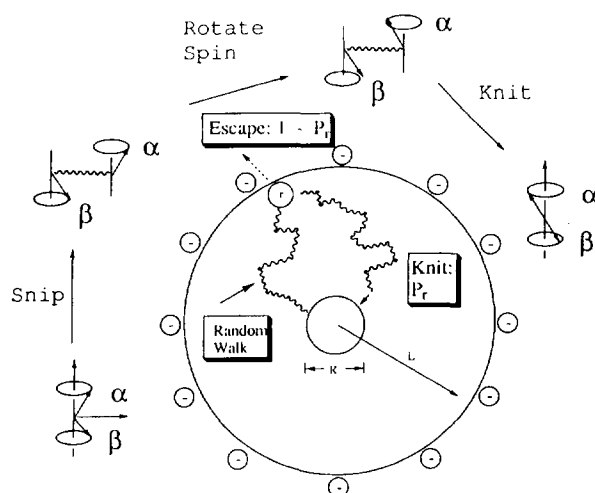 Rotate
Spin
α
β
Knit
Escape: 1 - Pr
α
β
r
α
β
Snip
Knit:
Pr
Random
Walk
L
R
α
β
-
-
-
-
-
-
-
-
-
-
-
-